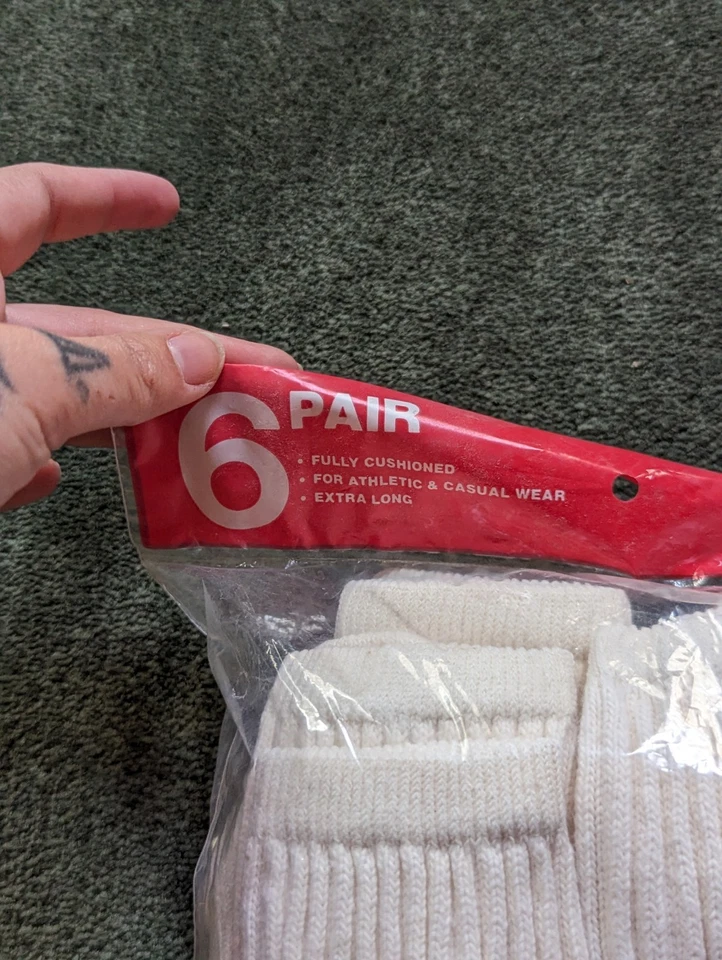 6 PAIR
• FULLY CUSHIONED
• FOR ATHLETIC & CASUAL WEAR
• EXTRA LONG
A